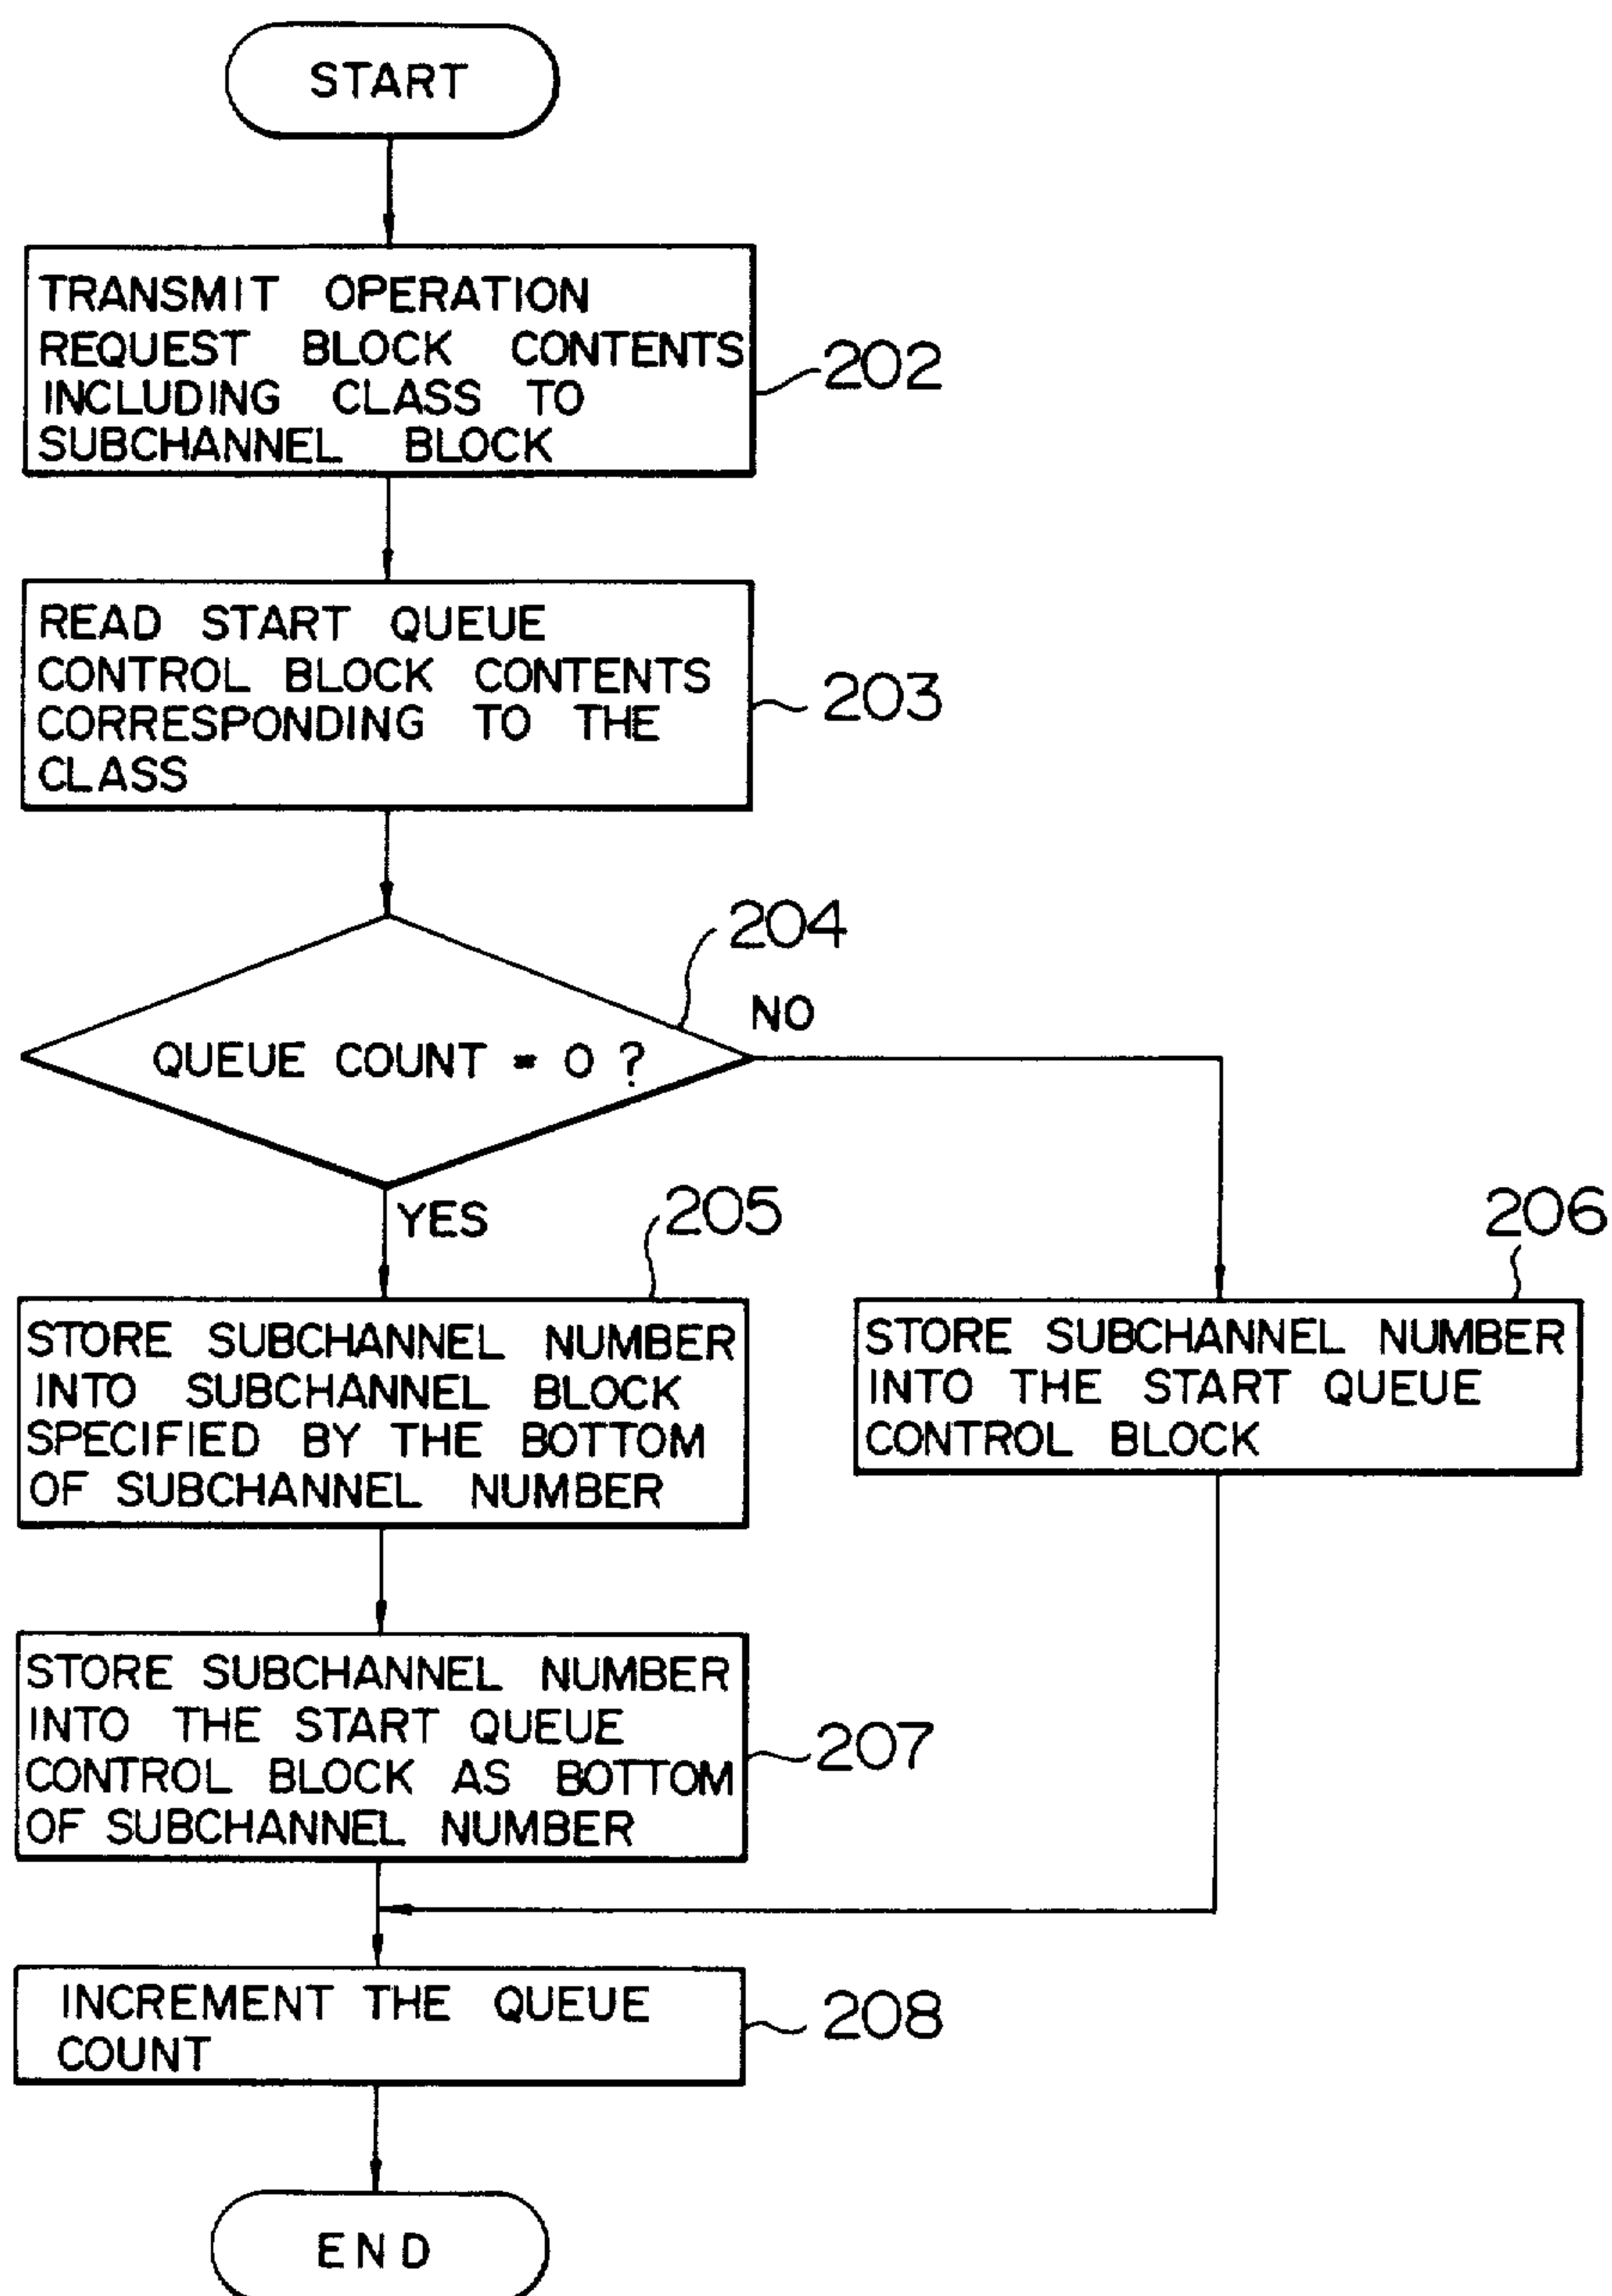 START
TRANSMIT OPERATION
REQUEST BLOCK CONTENTS
INCLUDING CLASS TO
SUBCHANNEL BLOCK
202
READ START QUEUE
CONTROL BLOCK CONTENTS
CORRESPONDING TO THE
CLASS
203
204
QUEUE COUNT = 0 ?
NO
YES
205
STORE SUBCHANNEL NUMBER
INTO SUBCHANNEL BLOCK
SPECIFIED BY THE BOTTOM
OF SUBCHANNEL NUMBER
206
STORE SUBCHANNEL NUMBER
INTO THE START QUEUE
CONTROL BLOCK
STORE SUBCHANNEL NUMBER
INTO THE START QUEUE
CONTROL BLOCK AS BOTTOM
OF SUBCHANNEL NUMBER
207
INCREMENT THE QUEUE
COUNT
208
END